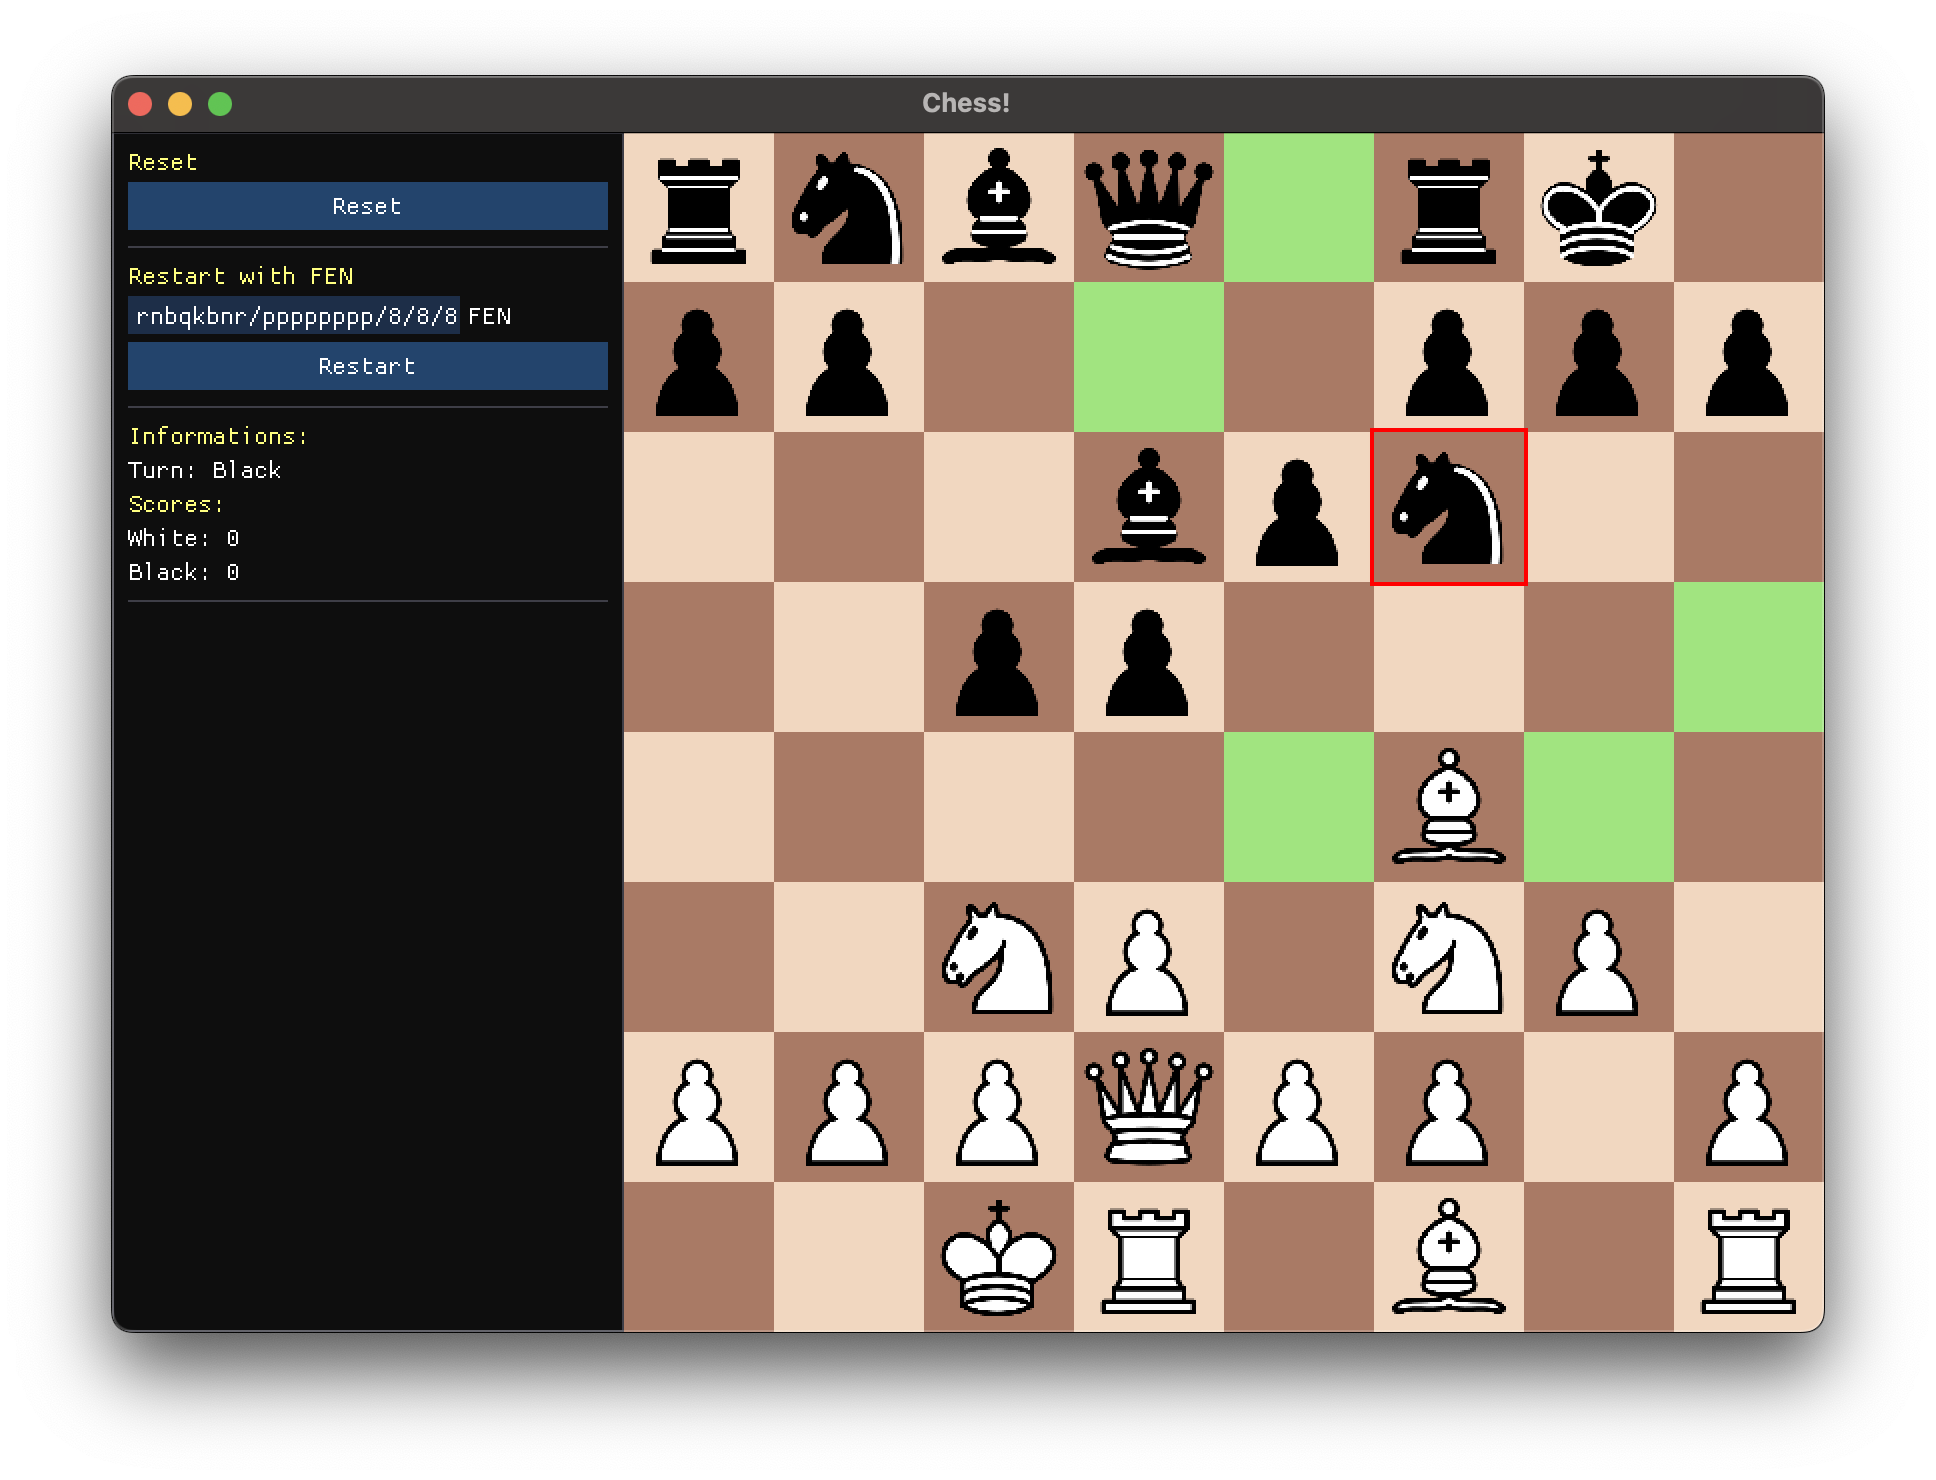 Chess!
Reset
Reset
Restart with FEN
rnbqkbnr/pppppppp/8/8/8 FEN
Restart
Informations:
Turn: Black
Scores:
White: 0
Black: 0